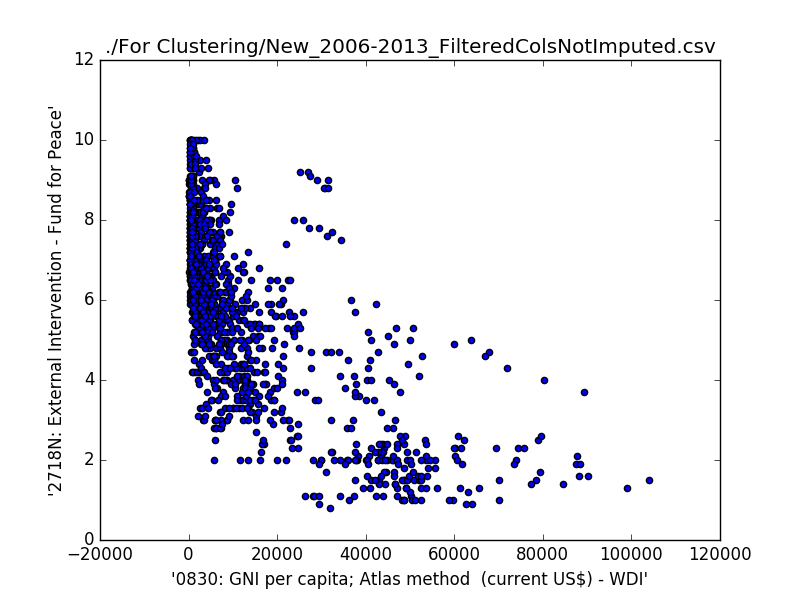 ./For Clustering/New_2006-2013_FilteredColsNotImputed.csv
12
10
8
6
4
2
0
'2718N: External Intervention - Fund for Peace'
−20000 0 20000 40000 60000 80000 100000 120000
'0830: GNI per capita; Atlas method  (current US$) - WDI'